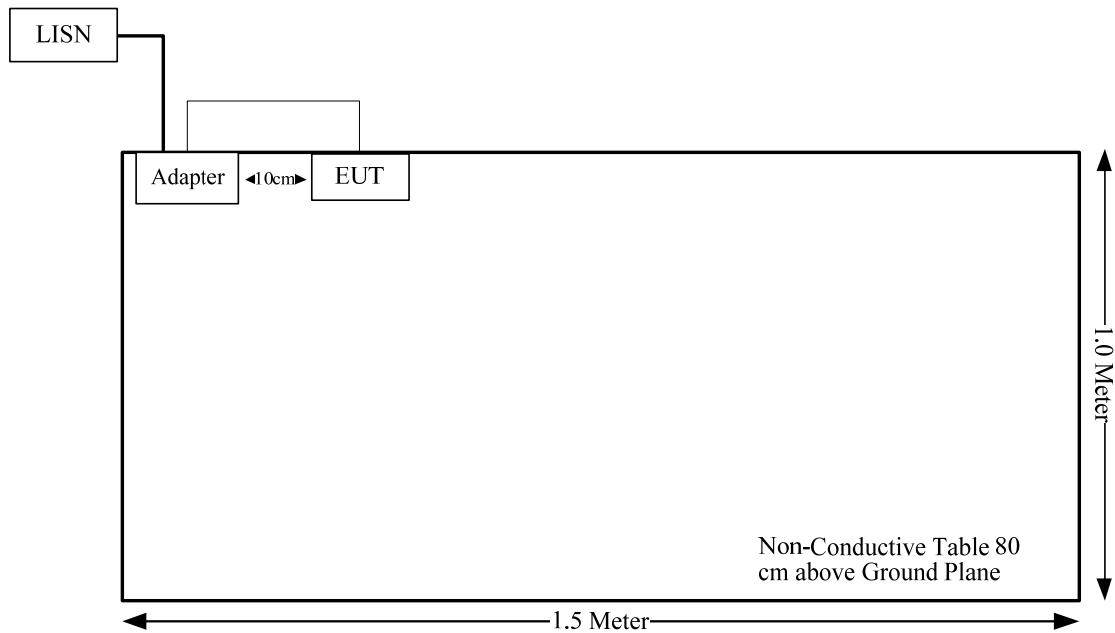 LISN
Adapter
10cm
EUT
1.0 Meter
Non-Conductive Table 80
cm above Ground Plane
1.5 Meter